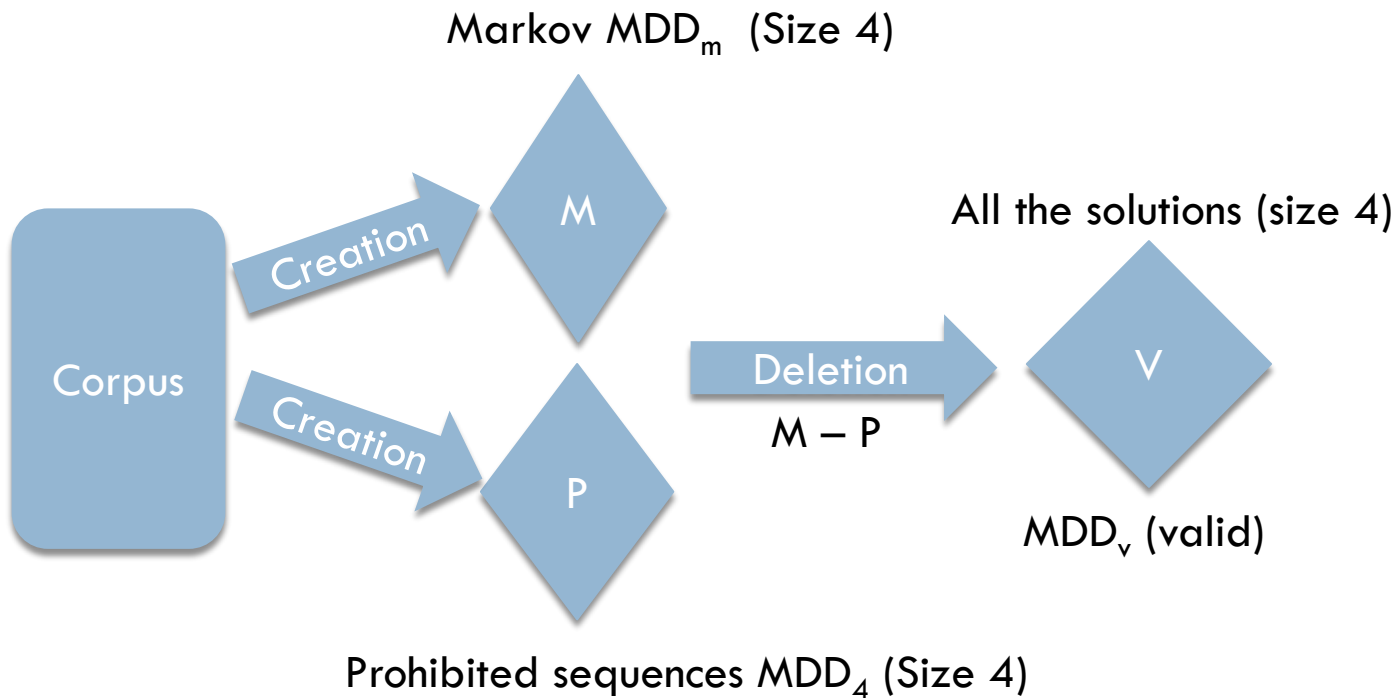 Markov MDDₘ (Size 4)
M
Creation
All the solutions (size 4)
Corpus
Deletion
V
M – P
Creation
P
MDDᵥ (valid)
Prohibited sequences MDD₄ (Size 4)